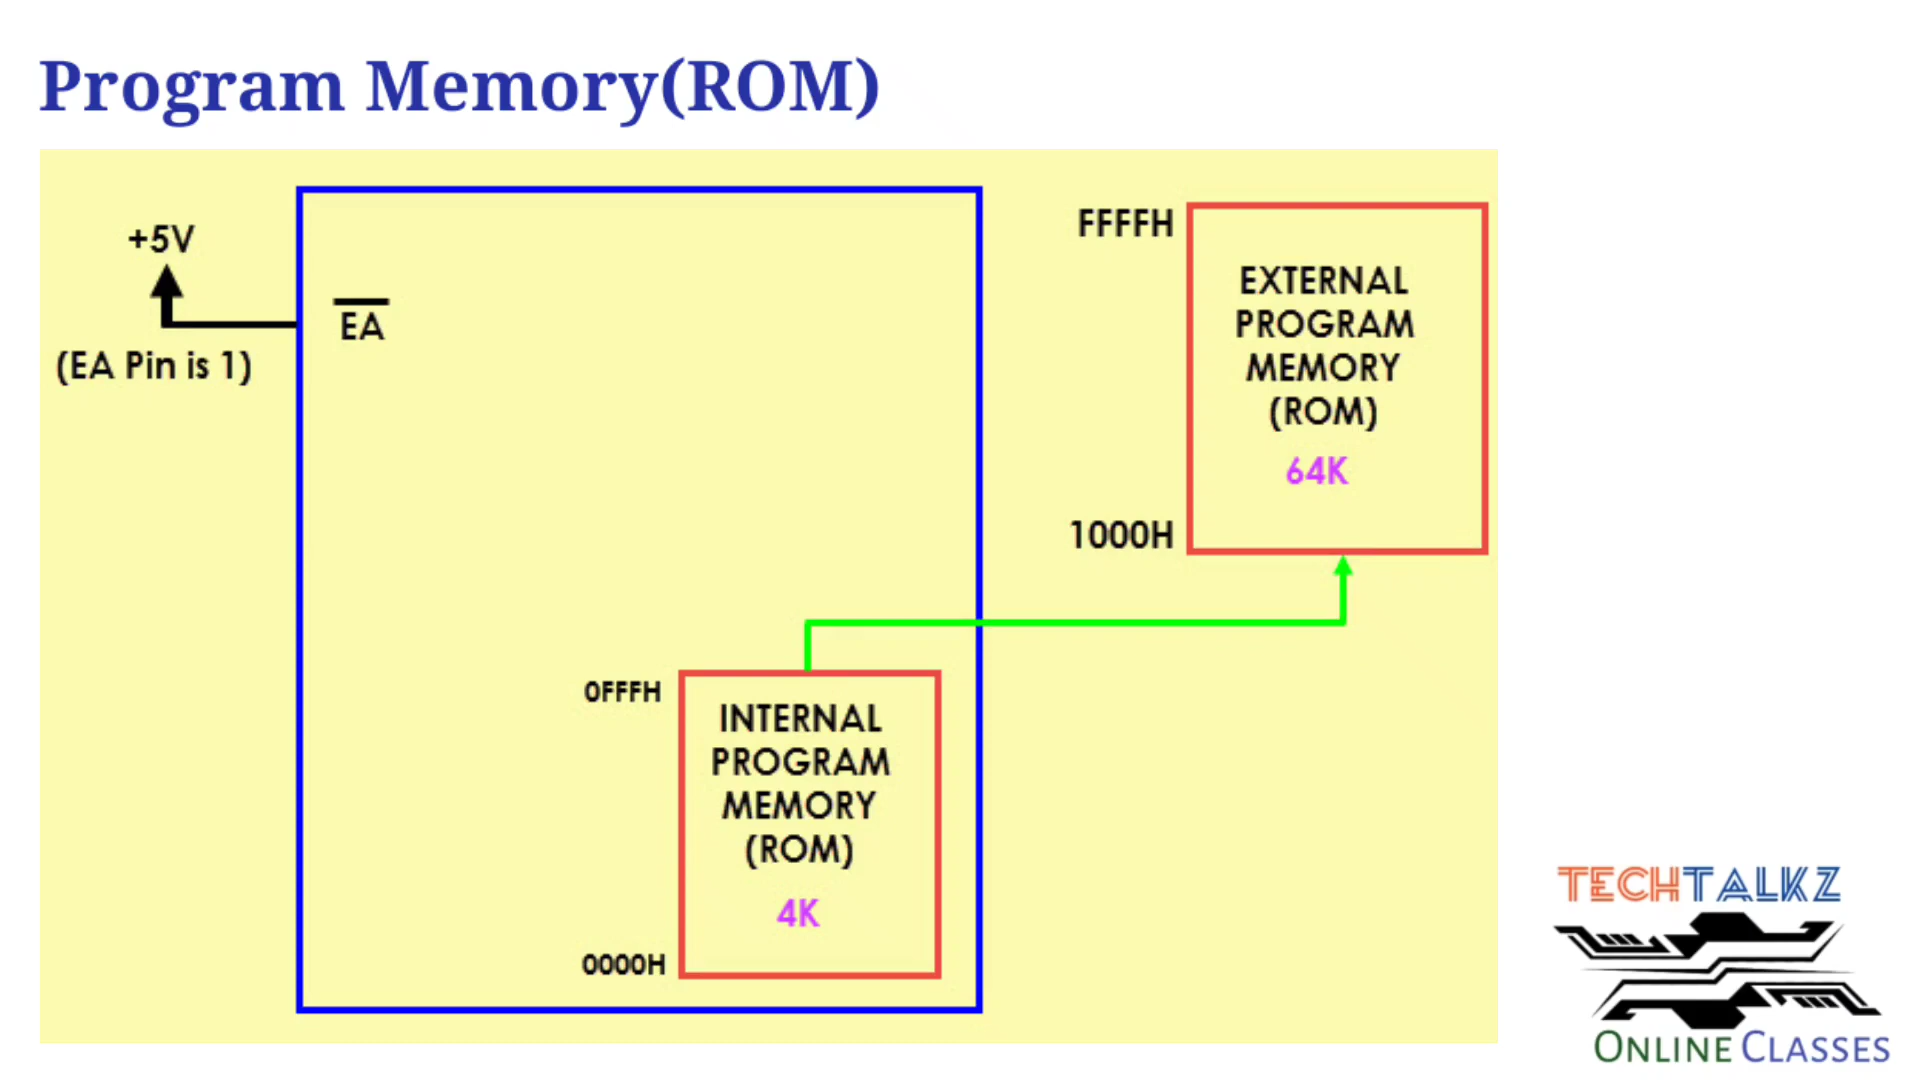 Program Memory(ROM)
+5V
(EA Pin is 1)
EA
FFFFH
EXTERNAL
PROGRAM
MEMORY
(ROM)
64K
1000H
0FFFH
INTERNAL
PROGRAM
MEMORY
(ROM)
4K
0000H
TECHTALKZ
ONLINE CLASSES